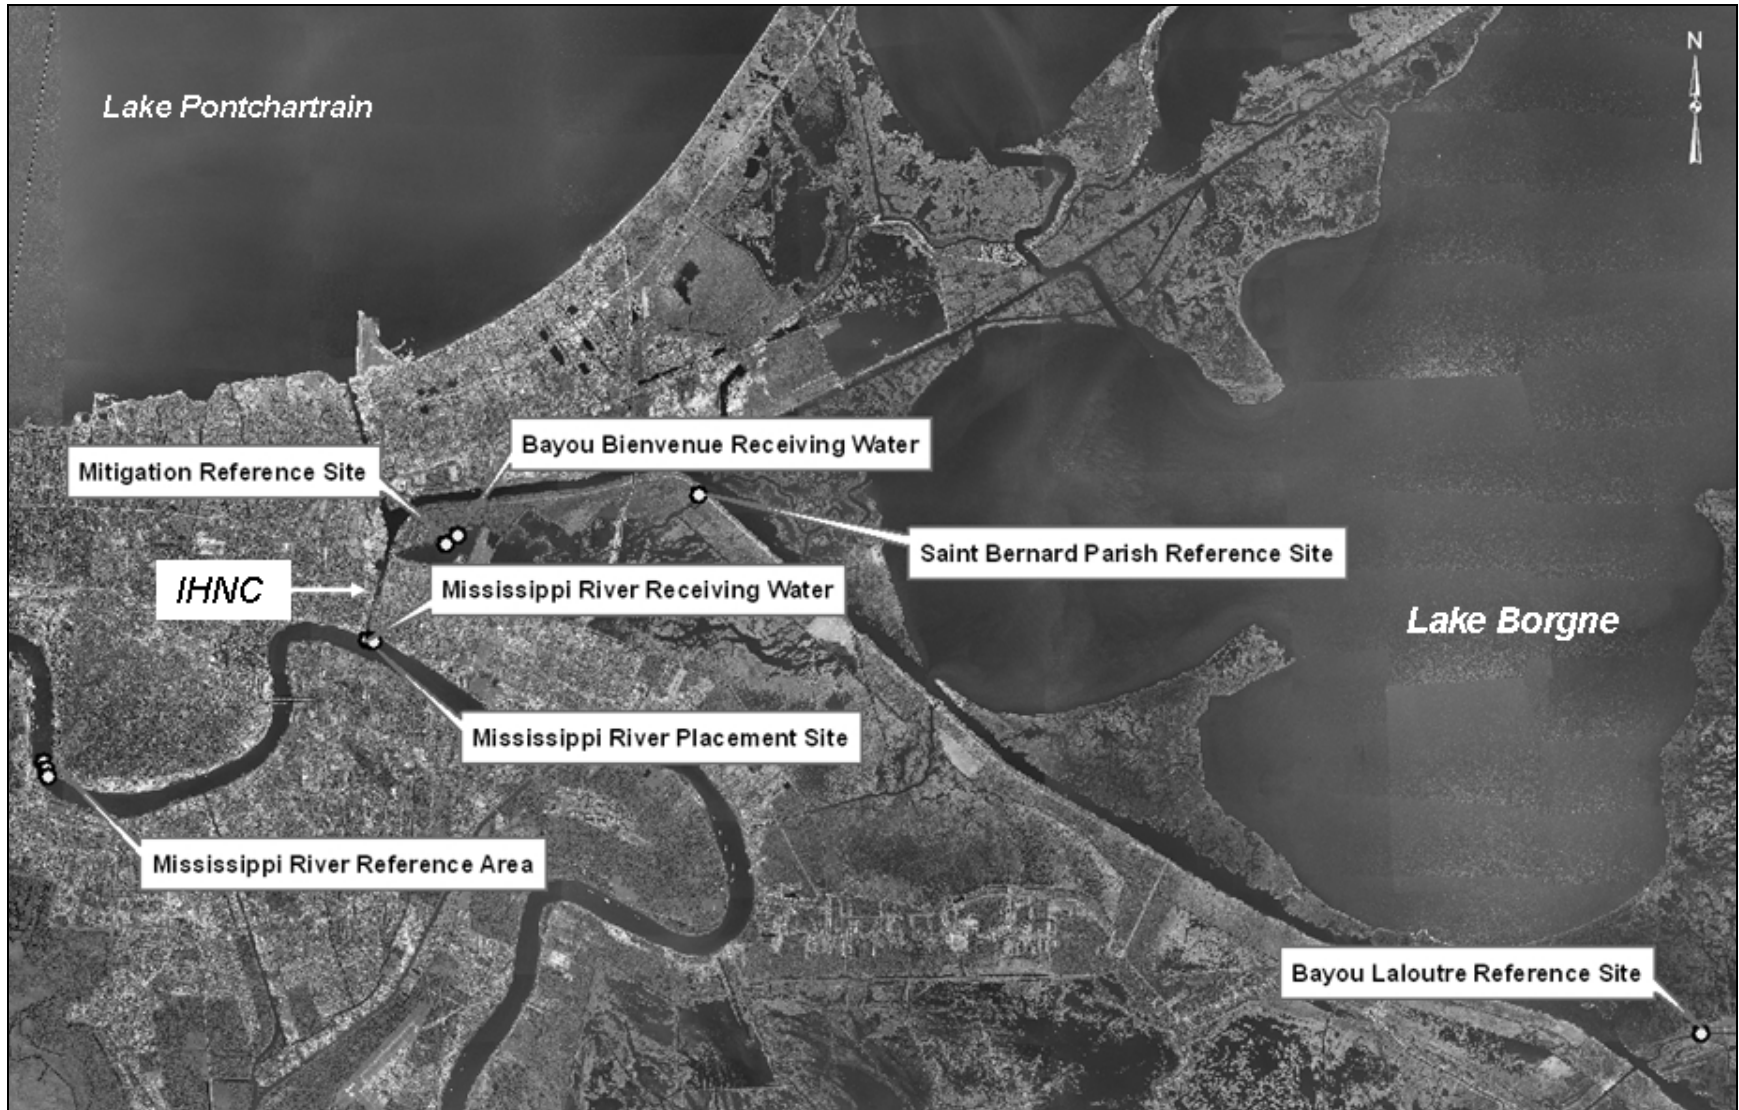 N
Lake Pontchartrain
Bayou Bienvenue Receiving Water
Mitigation Reference Site
Saint Bernard Parish Reference Site
IHNC
Mississippi River Receiving Water
Lake Borgne
Mississippi River Placement Site
Mississippi River Reference Area
Bayou Laloutre Reference Site